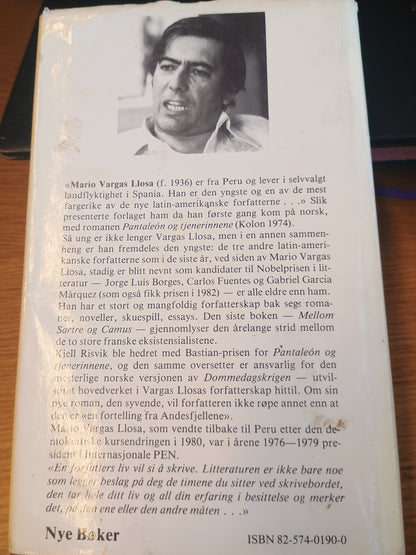 «Mario Vargas Llosa (f. 1936) er fra Peru og lever i selvvalgt
landflyktighet i Spania. Han er den yngste og en av de mest
fargerike av de nye latin-amerikanske forfatterne . . .» Slik
presenterte forlaget ham da han første gang kom på norsk,
med romanen Pantaleón og tjenerinnene (Kolon 1974).
Så ung er ikke lenger Vargas Llosa, men i en annen sammen-
heng er han fremdeles den yngste: de tre andre latin-ameri-
kanske forfatterne som i de siste år, ved siden av Mario Vargas
Llosa, stadig er blitt nevnt som kandidater til Nobelprisen i lit-
teratur — Jorge Luis Borges, Carlos Fuentes og Gabriel García
Márquez (som også fikk prisen i 1982) — er alle eldre enn ham.
Han har et stort og mangfoldig forfatterskap bak seg: roma-
ner, noveller, skuespill, essays. Den siste boken — Mellom
Sartre og Camus — gjennomlyser den årelange strid mellom
de to store franske eksistensialistene.
Kjell Risvik ble hedret med Bastian-prisen for Pantaleón og
tjenerinnene, og den samme oversetter er ansvarlig for den
mesterlige norske versjonen av Dommedagskrigen — utvil-
somt hovedverket i Vargas Llosas forfatterskap hittil. Om sin
nye roman, den syvende, vil forfatteren ikke røpe annet enn at
den er «en fortelling fra Andesfjellene».
Mario Vargas Llosa, som vendte tilbake til Peru etter den de-
mokratiske kursendringen i 1980, var i årene 1976—1979 pre-
sident i Internasjonale PEN.
«En forfatters liv vil si å skrive. Litteraturen er ikke bare noe
som legger beslag på deg de timene du sitter ved skrivebordet,
den tar hele ditt liv og all din erfaring i besittelse og merker
det, på den ene eller den andre måten . . .»
Nye Bøker
ISBN 82-574-0190-0